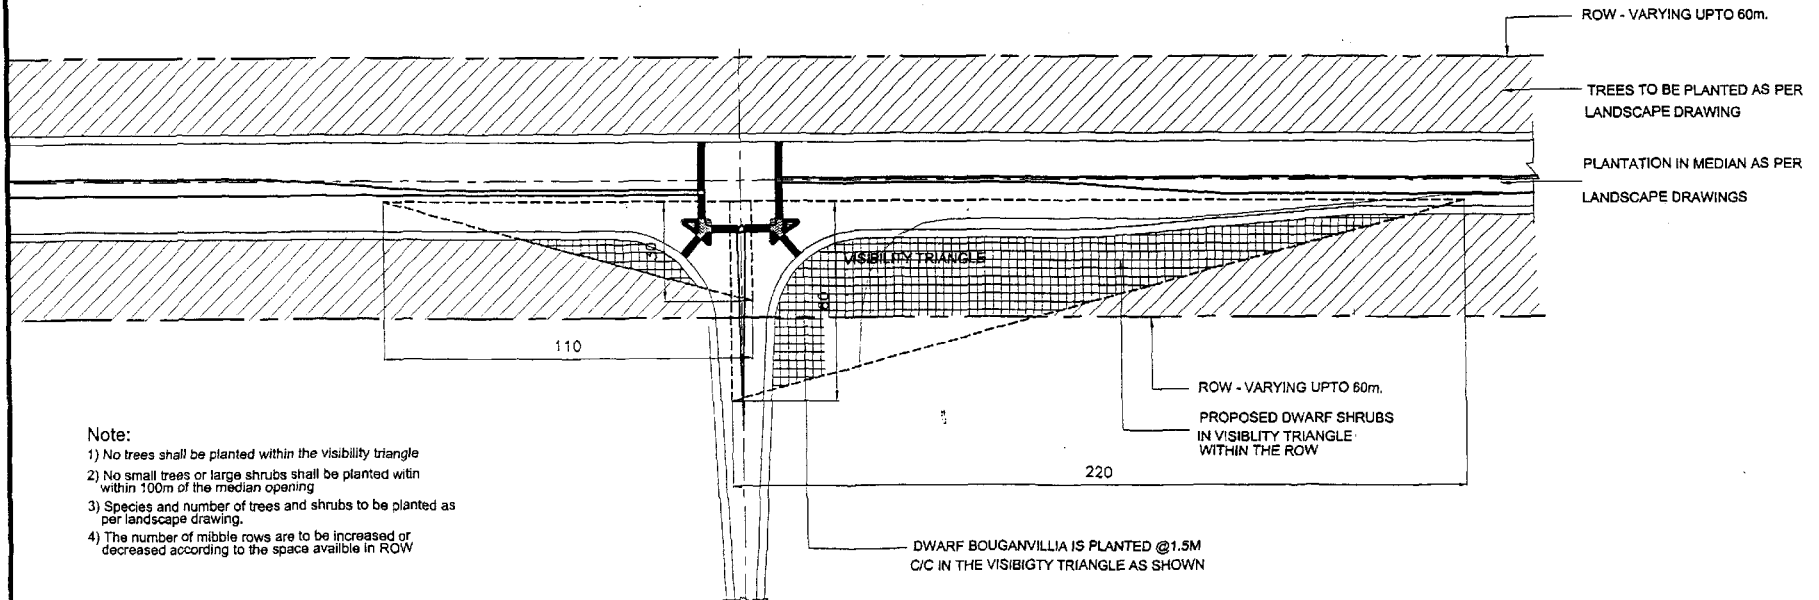 ROW - VARYING UPTO 60m.
TREES TO BE PLANTED AS PER
LANDSCAPE DRAWING
PLANTATION IN MEDIAN AS PER
LANDSCAPE DRAWINGS
VISIBILITY TRIANGLE
30
60
110
ROW - VARYING UPTO 60m.
PROPOSED DWARF SHRUBS
IN VISIBLITY TRIANGLE
WITHIN THE ROW
220
Note:
1) No trees shall be planted within the visibility triangle
2) No small trees or large shrubs shall be planted witin
within 100m of the median opening
3) Species and number of trees and shrubs to be planted as
per landscape drawing.
4) The number of mibble rows are to be increased or
decreased according to the space availble in ROW
DWARF BOUGANVILLIA IS PLANTED @1.5M
C/C IN THE VISIBIGTY TRIANGLE AS SHOWN